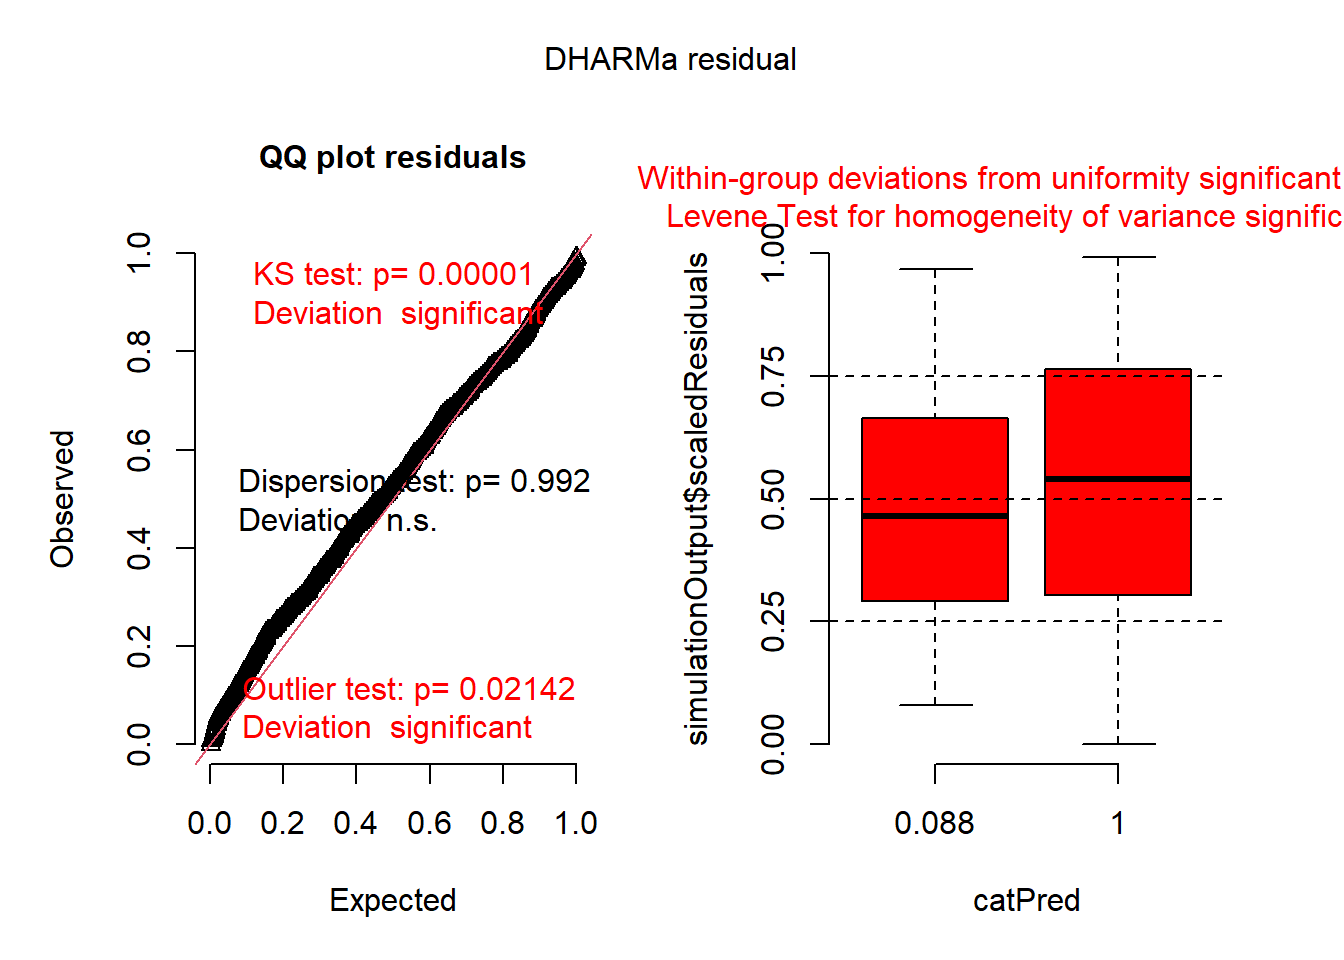 DHARMa residual
QQ plot residuals
KS test: p= 0.00001
Deviation  significant
Dispersion test: p= 0.992
Deviation  n.s.
Outlier test: p= 0.02142
Deviation  significant
Observed
0.0
0.2
0.4
0.6
0.8
1.0
0.0 0.2 0.4 0.6 0.8 1.0
Expected
Within-group deviations from uniformity significant
Levene Test for homogeneity of variance signific
simulationOutput$scaledResiduals
0.00
0.25
0.50
0.75
1.00
0.088 1
catPred